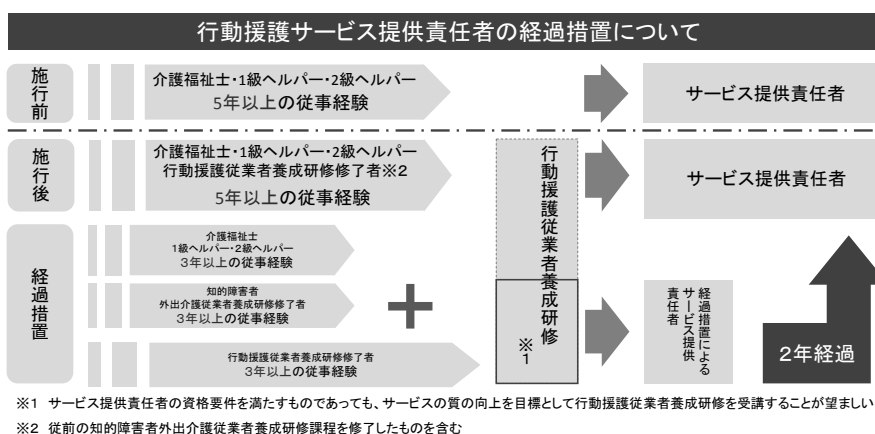 行動援護サービス提供責任者の経過措置について
施行前
介護福祉士・1級ヘルパー・2級ヘルパー
5年以上の従事経験
サービス提供責任者
施行後
介護福祉士・1級ヘルパー・2級ヘルパー
行動援護従業者養成研修修了者※2
5年以上の従事経験
行動援護従業者養成研修
※1
サービス提供責任者
経過措置
介護福祉士
1級ヘルパー・2級ヘルパー
3年以上の従事経験
知的障害者
外出介護従業者養成研修修了者
3年以上の従事経験
行動援護従業者養成研修修了者
3年以上の従事経験
+
経過措置による
サービス提供
責任者
2年経過
※1 サービス提供責任者の資格要件を満たすものであっても、サービスの質の向上を目標として行動援護従業者養成研修を受講することが望ましい
※2 従前の知的障害者外出介護従業者養成研修課程を修了したものを含む